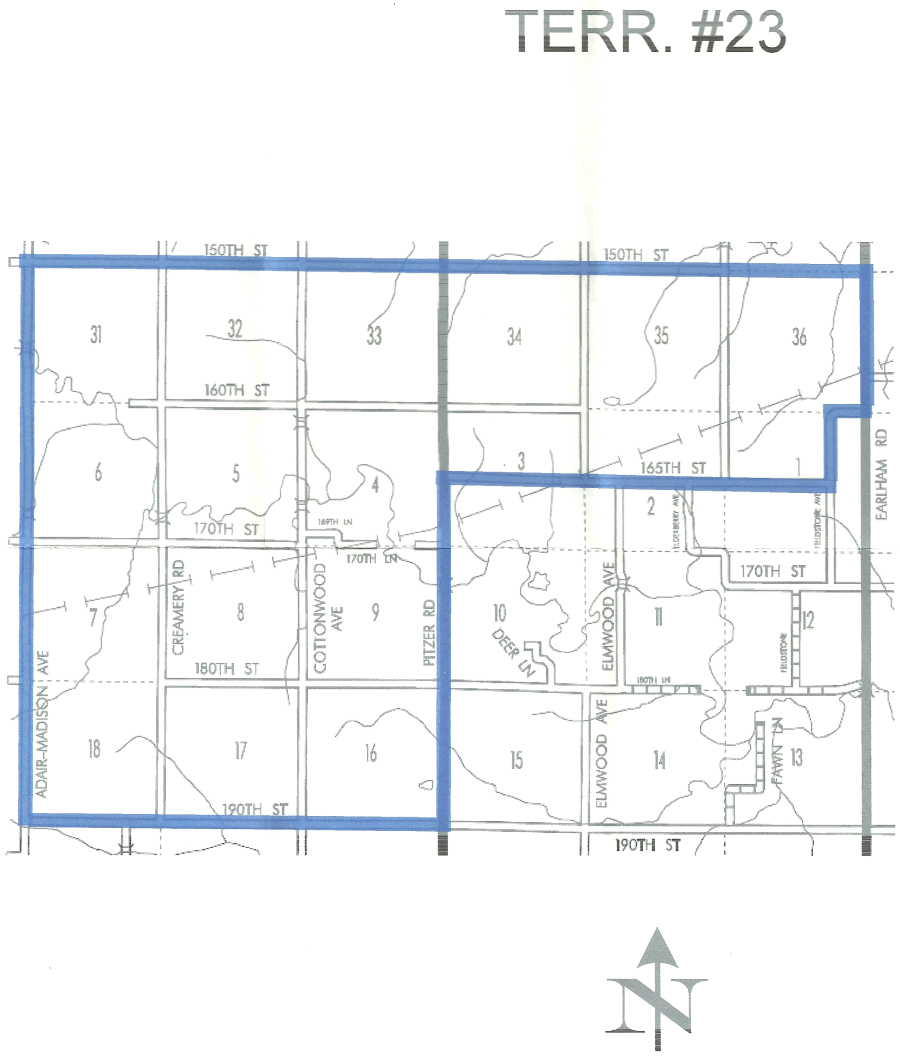 TERR. #23
150TH ST
150TH ST
31
32
33
34
35
36
160TH ST
6
5
4
3
165TH ST
1
EARLHAM RD
2
ELDERBERRY AVE
FIELDSTONE AVE
170TH ST
169TH LN
170TH LN
170TH ST
7
CREAMERY RD
8
COTTONWOOD
AVE
9
PITZER RD
10
ELMWOOD AVE
11
12
FIELDSTONE
DEER LN
180TH ST
180TH LN
ADAIR-MADISON AVE
18
17
16
15
ELMWOOD AVE
14
FAWN LN
13
190TH ST
190TH ST
N